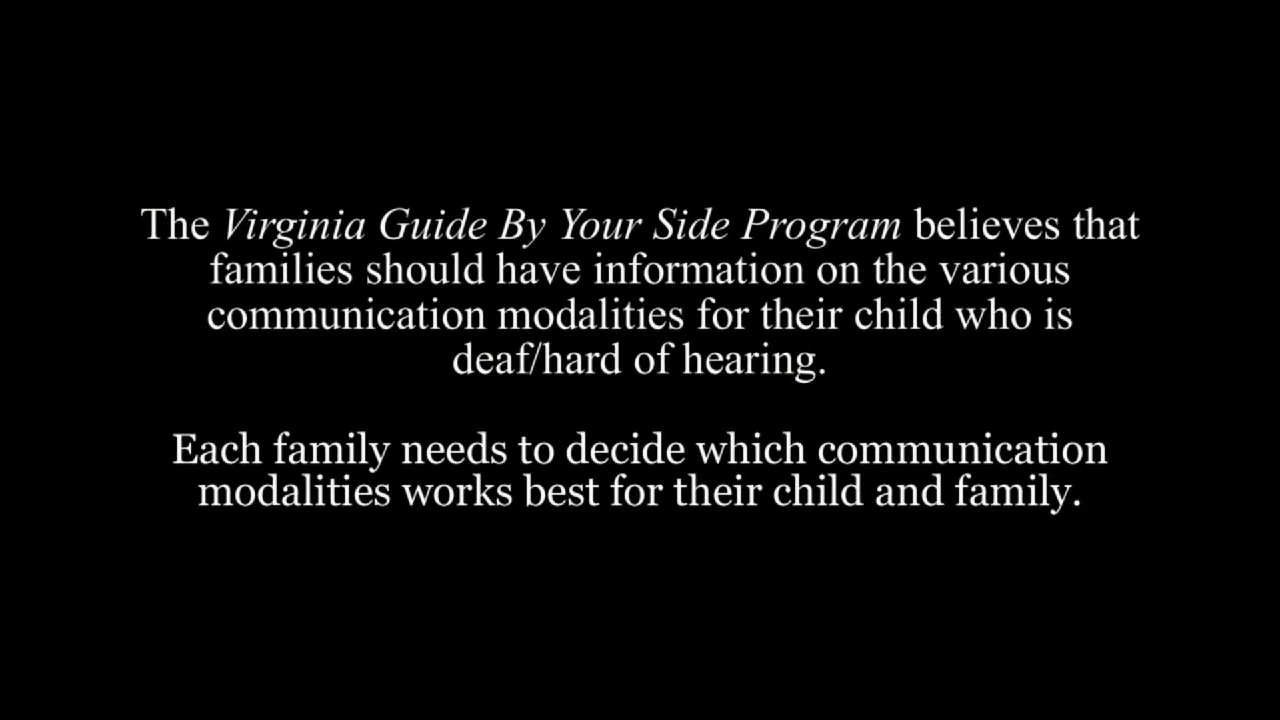 The Virginia Guide By Your Side Program believes that
families should have information on the various
communication modalities for their child who is
deaf/hard of hearing.
Each family needs to decide which communication
modalities works best for their child and family.